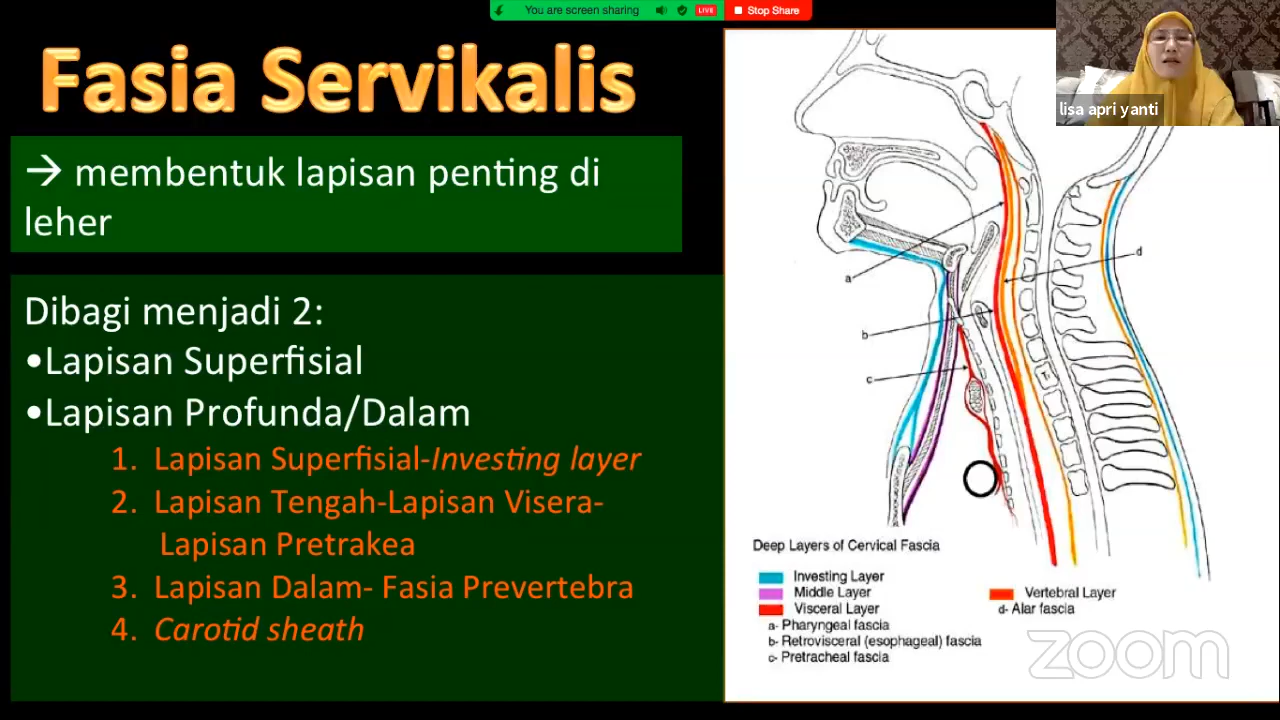 You are screen sharing
LIVE
Stop Share
lisa apri yanti
Fasia Servikalis
→ membentuk lapisan penting di
leher
Dibagi menjadi 2:
•Lapisan Superfisial
•Lapisan Profunda/Dalam
1. Lapisan Superfisial-Investing layer
2. Lapisan Tengah-Lapisan Visera-
Lapisan Pretrakea
3. Lapisan Dalam- Fasia Prevertebra
4. Carotid sheath
a
b
c
d
Deep Layers of Cervical Fascia
Investing Layer
Middle Layer
Visceral Layer
a- Pharyngeal fascia
b- Retrovisceral (esophageal) fascia
c- Pretracheal fascia
Vertebral Layer
d- Alar fascia
zoom